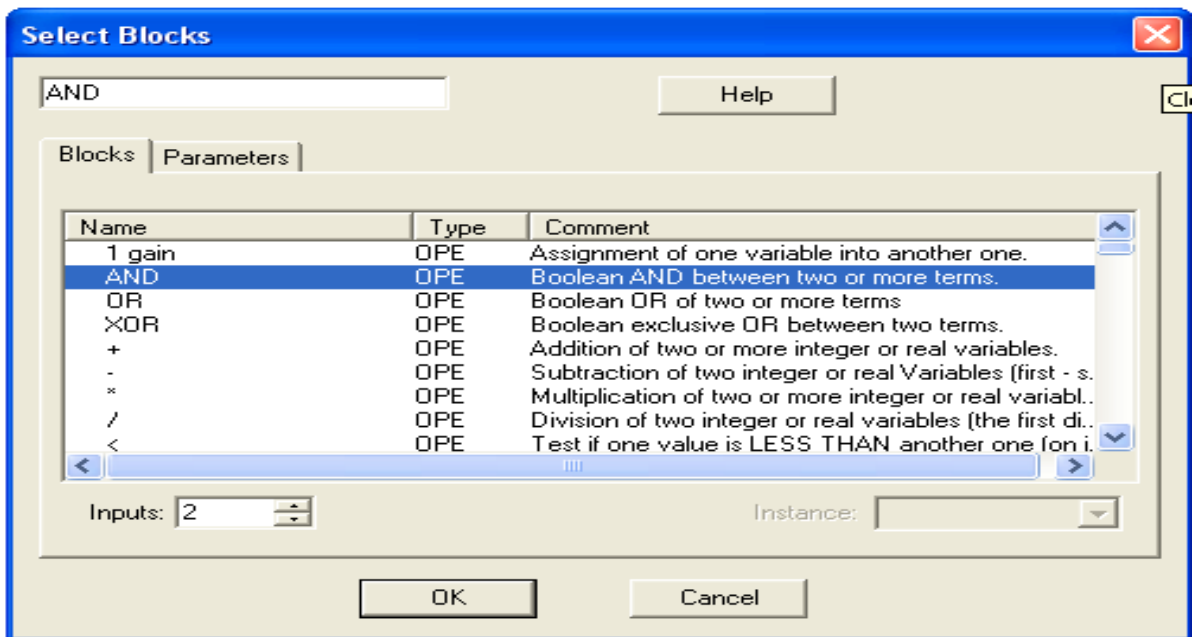 Select Blocks
AND
Help
Cl
Blocks Parameters
Name Type Comment
1 gain OPE Assignment of one variable into another one.
AND OPE Boolean AND between two or more terms.
OR OPE Boolean OR of two or more terms
XOR OPE Boolean exclusive OR between two terms.
+ OPE Addition of two or more integer or real variables.
- OPE Subtraction of two integer or real Variables (first - s..
* OPE Multiplication of two or more integer or real variabl..
/ OPE Division of two integer or real variables (the first di..
< OPE Test if one value is LESS THAN another one (on i..
Inputs: 2 Instance:
OK Cancel